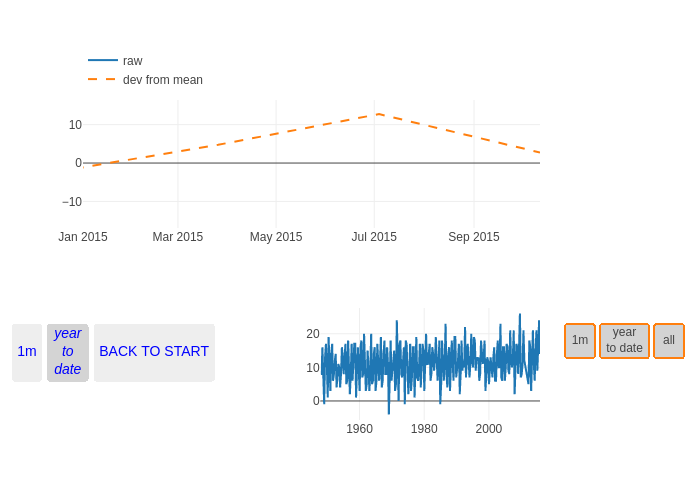 raw
dev from mean
10
0
−10
Jan 2015
Mar 2015
May 2015
Jul 2015
Sep 2015
1m
year
to
date
BACK TO START
20
10
0
1960
1980
2000
1m
year
to date
all